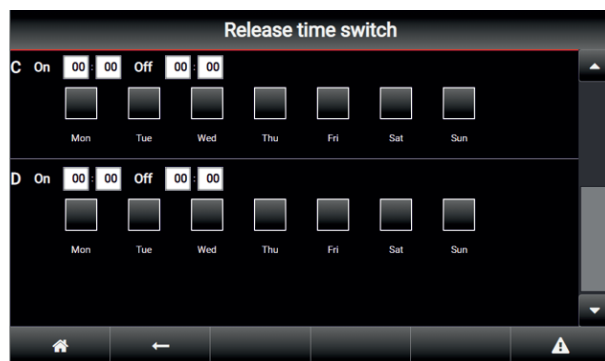 Release time switch
C On 00 : 00 Off 00 : 00
Mon Tue Wed Thu Fri Sat Sun
D On 00 : 00 Off 00 : 00
Mon Tue Wed Thu Fri Sat Sun